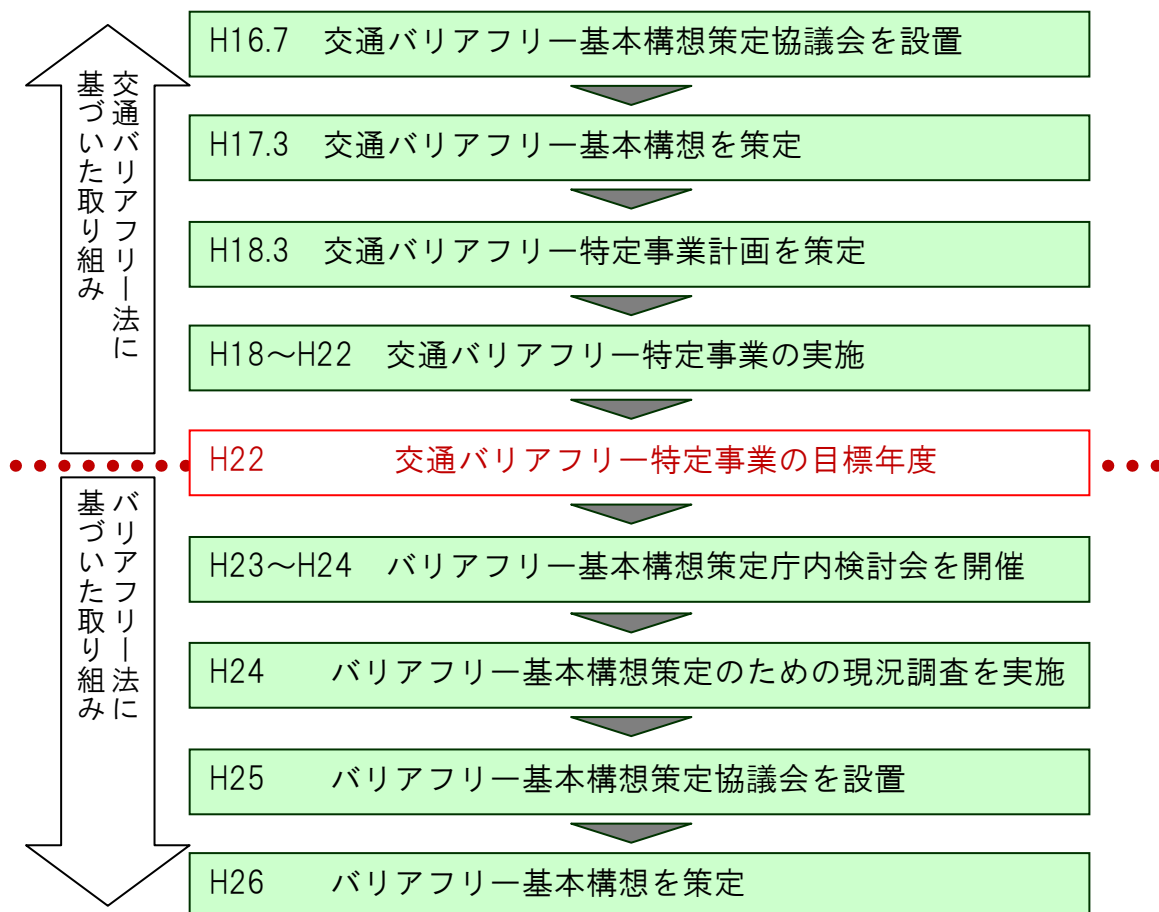 H16.7 交通バリアフリー基本構想策定協議会を設置
交通バリアフリー法に
基づいた取り組み
H17.3 交通バリアフリー基本構想を策定
H18.3 交通バリアフリー特定事業計画を策定
H18～H22 交通バリアフリー特定事業の実施
H22 交通バリアフリー特定事業の目標年度
バリアフリー法に
基づいた取り組み
H23～H24 バリアフリー基本構想策定庁内検討会を開催
H24 バリアフリー基本構想策定のための現況調査を実施
H25 バリアフリー基本構想策定協議会を設置
H26 バリアフリー基本構想を策定